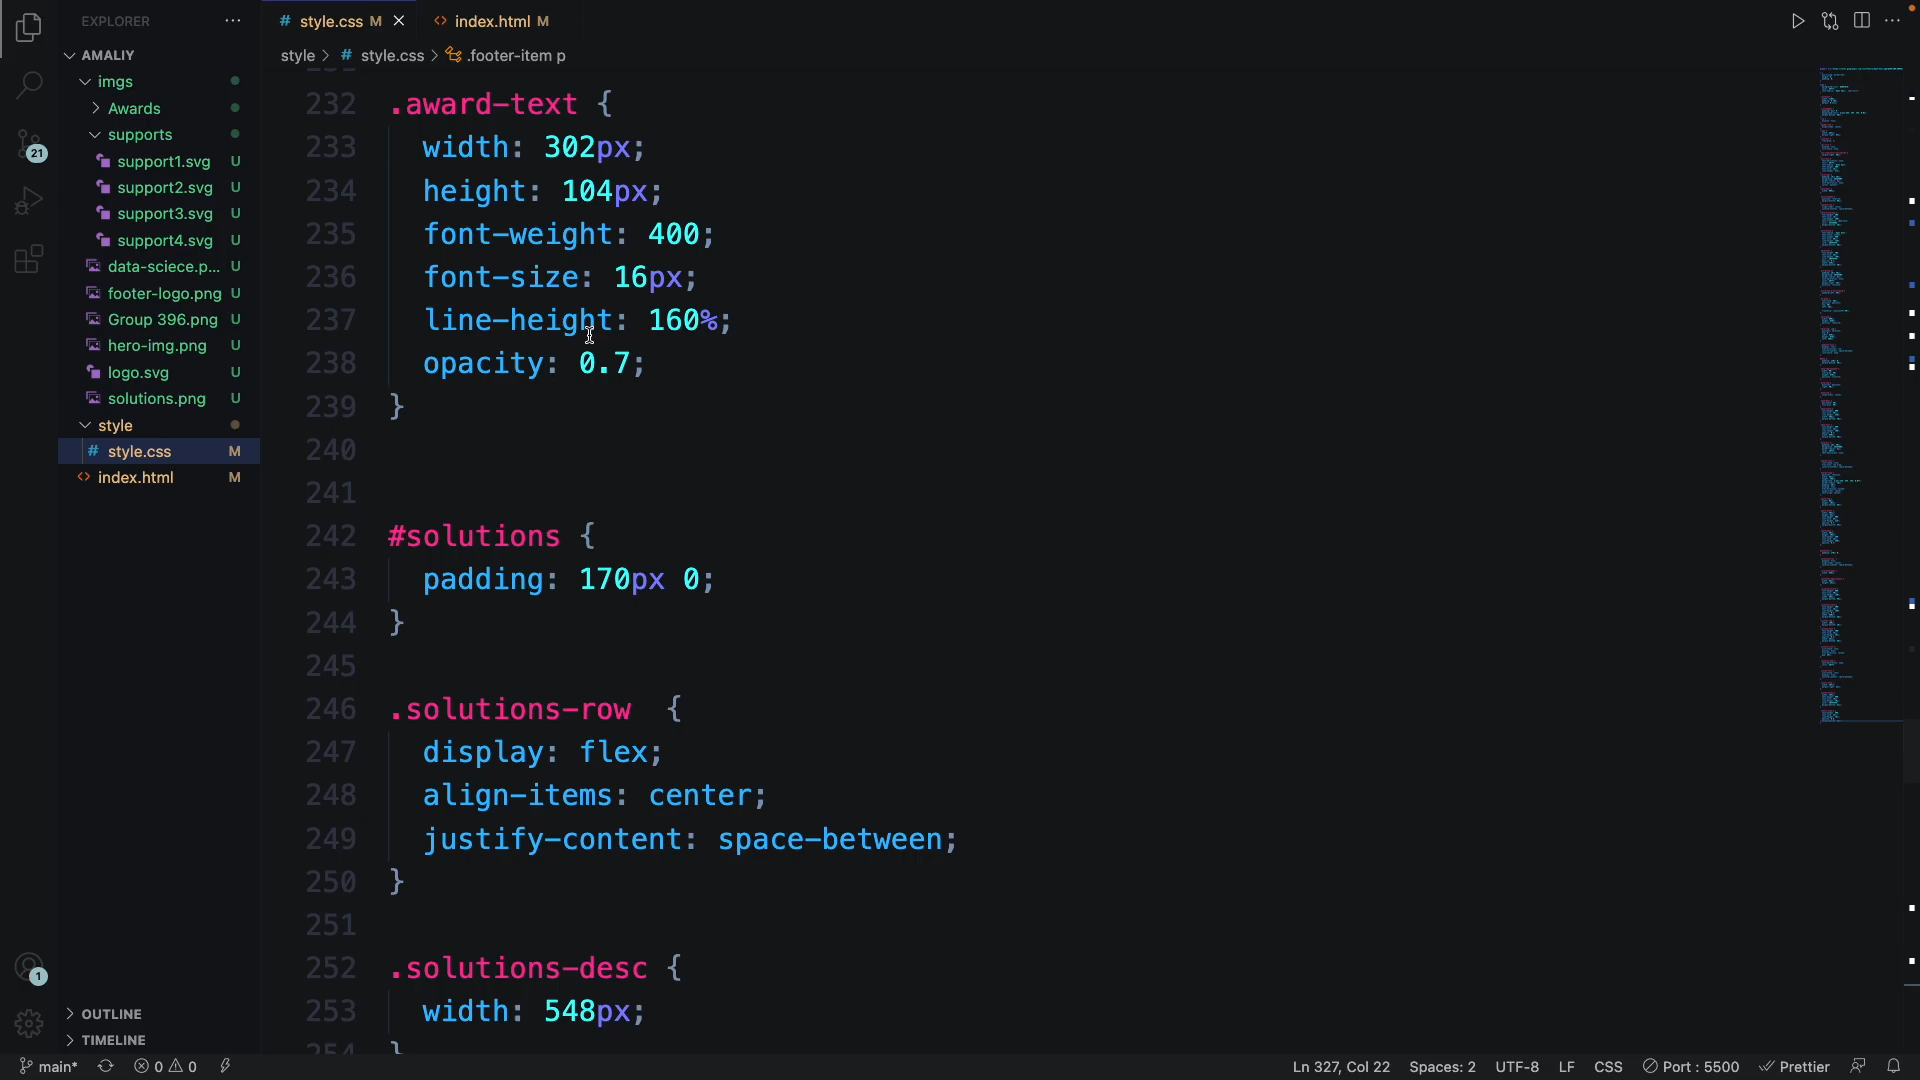 EXPLORER
AMALIY
imgs
Awards
supports
support1.svg U
support2.svg U
support3.svg U
support4.svg U
data-sciece.p... U
footer-logo.png U
Group 396.png U
hero-img.png U
logo.svg U
solutions.png U
style
# style.css M
<> index.html M
OUTLINE
TIMELINE
21
1
# style.css M
<> index.html M
style > # style.css > .footer-item p
232 .award-text {
233 width: 302px;
234 height: 104px;
235 font-weight: 400;
236 font-size: 16px;
237 line-height: 160%;
238 opacity: 0.7;
239 }
240
241
242 #solutions {
243 padding: 170px 0;
244 }
245
246 .solutions-row  {
247 display: flex;
248 align-items: center;
249 justify-content: space-between;
250 }
251
252 .solutions-desc {
253 width: 548px;
254 }
main* 0 0 Ln 327, Col 22 Spaces: 2 UTF-8 LF CSS Port : 5500 Prettier